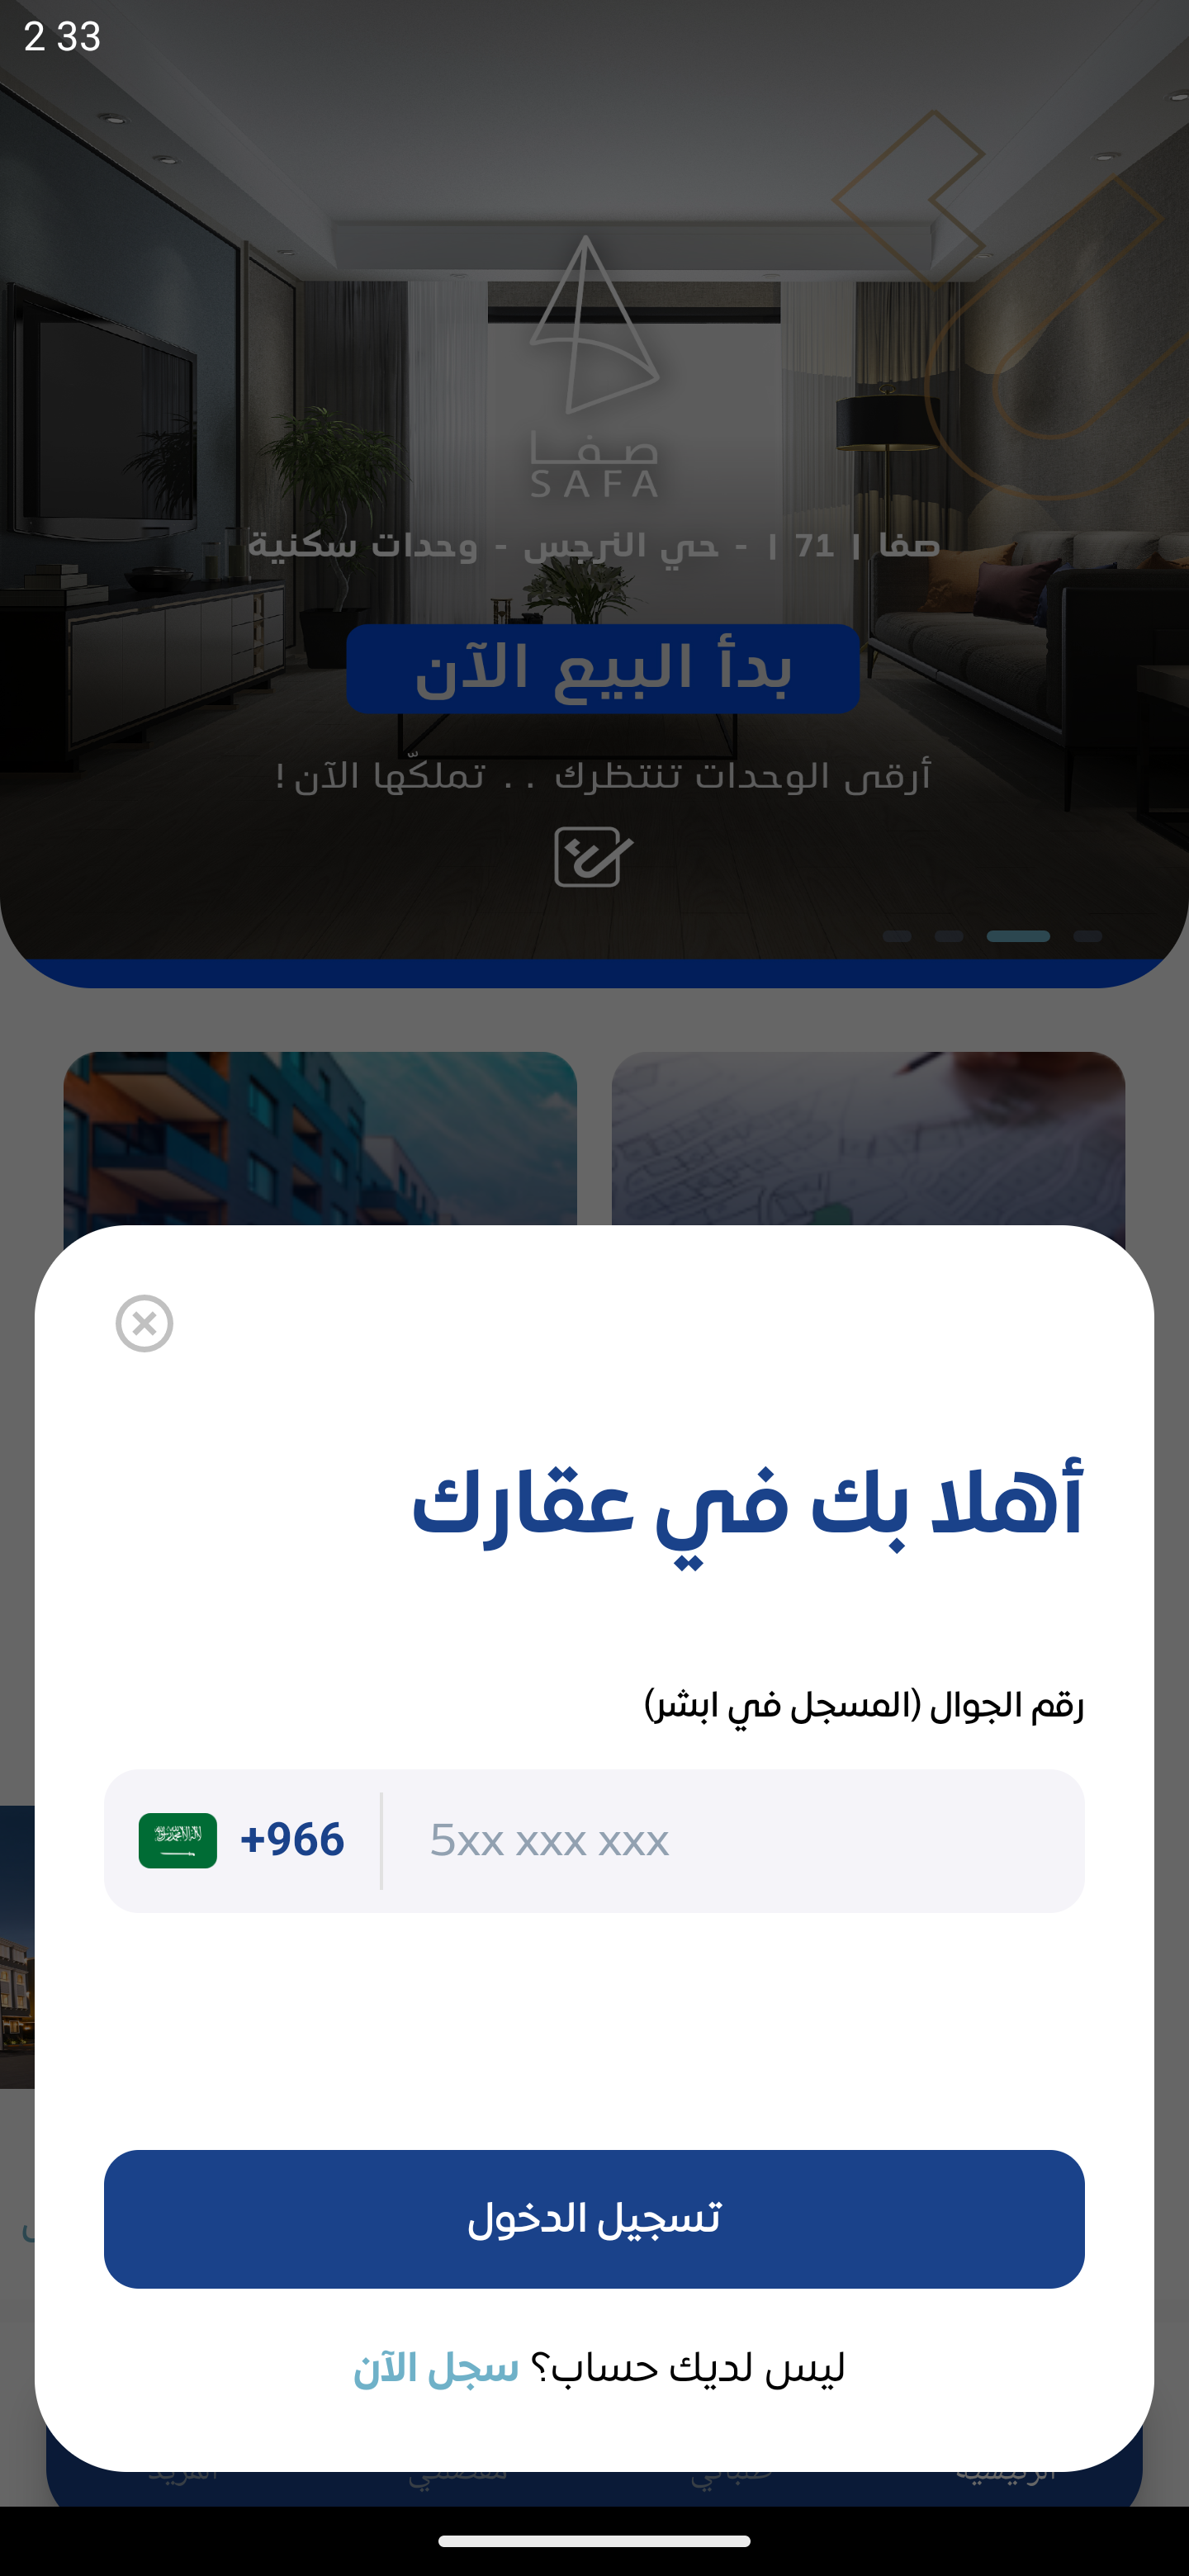 2 33
صفا
SAFA
صفا | 71 | - حي النرجس - وحدات سكنية
بدأ البيع الآن
أرقى الوحدات تنتظرك . . تملكّها الآن !
أهلا بك في عقارك
رقم الجوال (المسجل في ابشر)
+966 5xx xxx xxx
تسجيل الدخول
ليس لديك حساب؟ سجل الآن